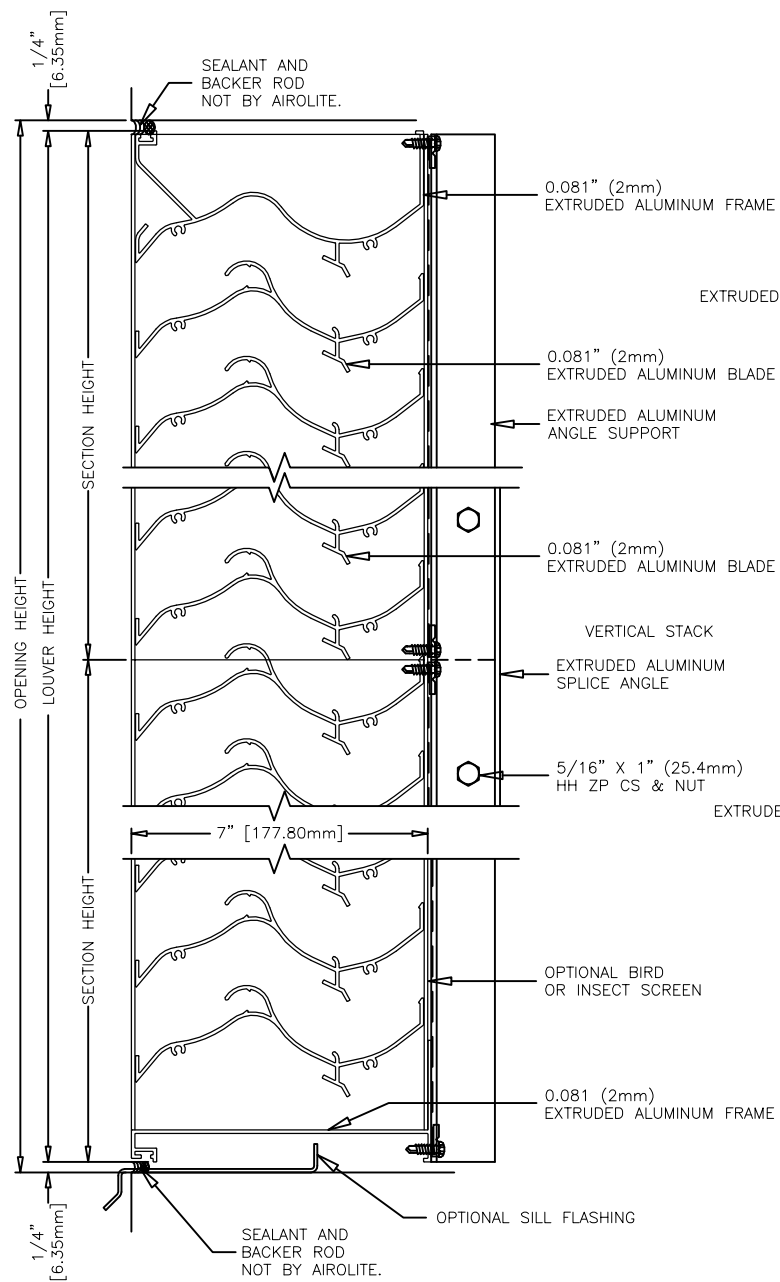 1/4"
[6.35mm]
SEALANT AND
BACKER ROD
NOT BY AIROLITE.
0.081" (2mm)
EXTRUDED ALUMINUM FRAME
EXTRUDED
0.081" (2mm)
EXTRUDED ALUMINUM BLADE
EXTRUDED ALUMINUM
ANGLE SUPPORT
SECTION HEIGHT
0.081" (2mm)
EXTRUDED ALUMINUM BLADE
OPENING HEIGHT
LOUVER HEIGHT
VERTICAL STACK
EXTRUDED ALUMINUM
SPLICE ANGLE
5/16" X 1" (25.4mm)
HH ZP CS & NUT
EXTRUDE
7" [177.80mm]
SECTION HEIGHT
OPTIONAL BIRD
OR INSECT SCREEN
0.081 (2mm)
EXTRUDED ALUMINUM FRAME
OPTIONAL SILL FLASHING
1/4"
[6.35mm]
SEALANT AND
BACKER ROD
NOT BY AIROLITE.